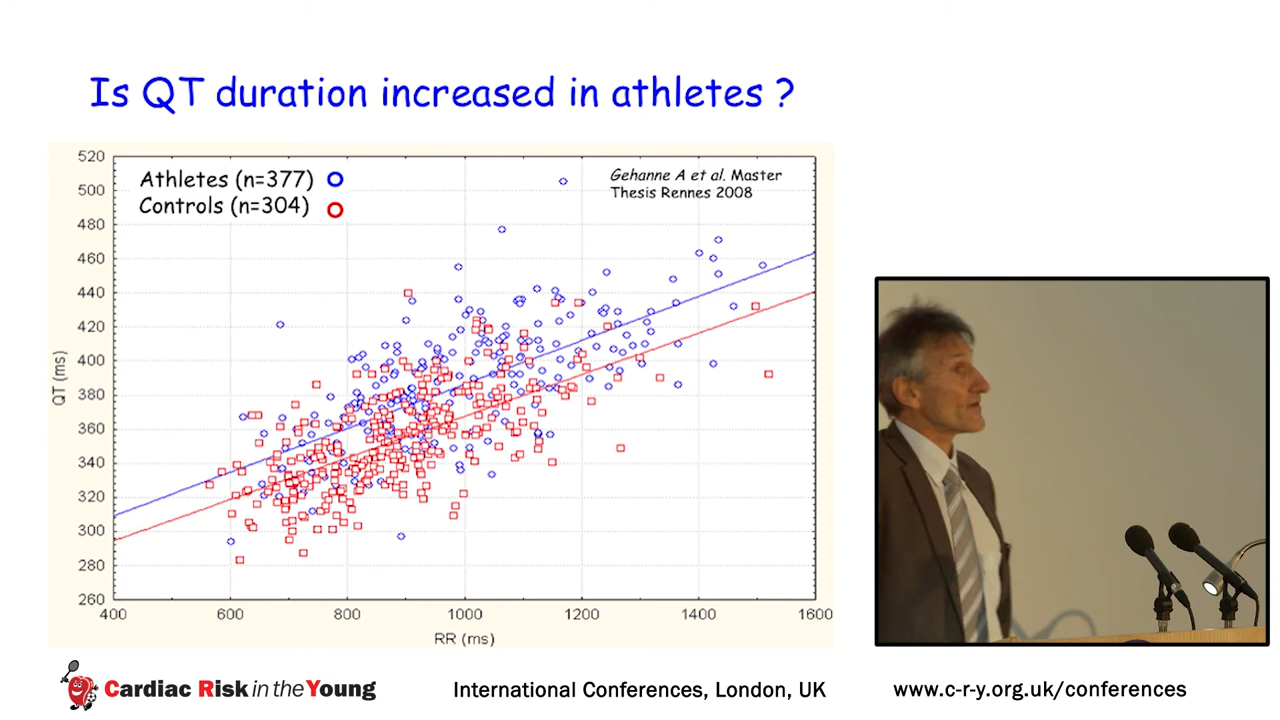 Is QT duration increased in athletes ?
Athletes (n=377)
Controls (n=304)
Gehanne A et al. Master
Thesis Rennes 2008
520
500
480
460
440
420
400
380
360
340
320
300
280
260
QT (ms)
400
600
800
1000
1200
1400
1600
RR (ms)
Cardiac Risk in the Young
International Conferences, London, UK
www.c-r-y.org.uk/conferences